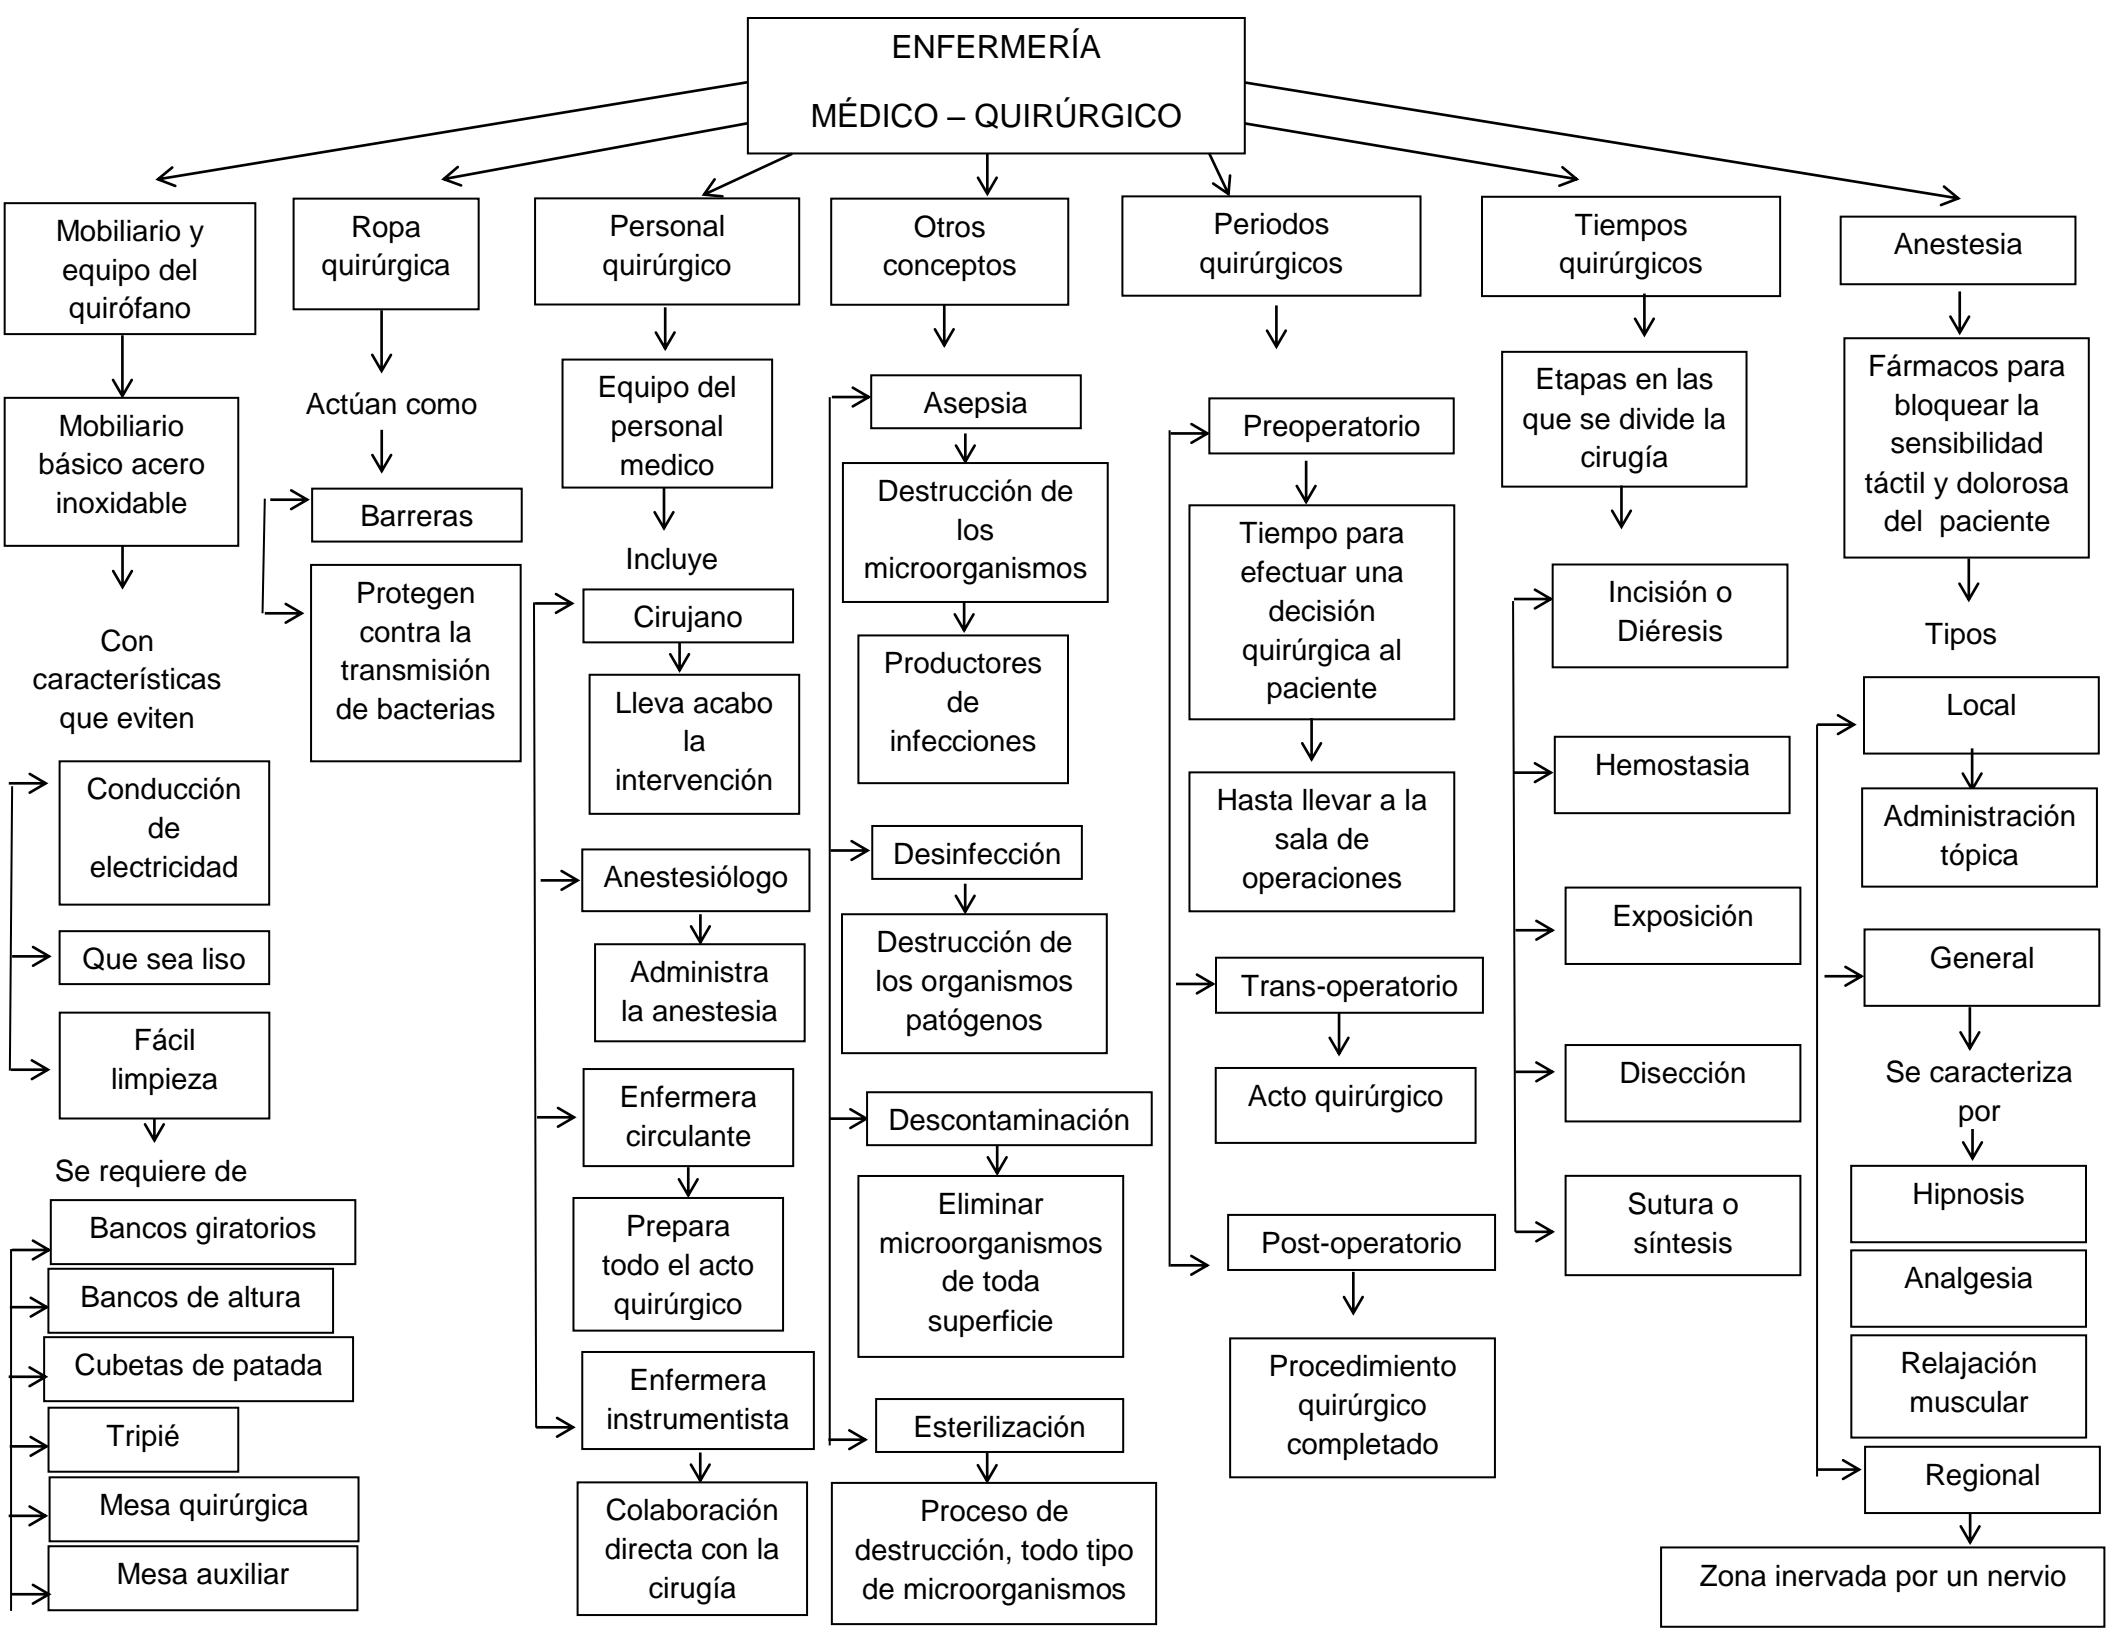 ENFERMERÍA
MÉDICO – QUIRÚRGICO
Mobiliario y
equipo del
quirófano
Mobiliario
básico acero
inoxidable
Con
características
que eviten
Conducción
de
electricidad
Que sea liso
Fácil
limpieza
Se requiere de
Bancos giratorios
Bancos de altura
Cubetas de patada
Tripié
Mesa quirúrgica
Mesa auxiliar
Ropa
quirúrgica
Actúan como
Barreras
Protegen
contra la
transmisión
de bacterias
Personal
quirúrgico
Equipo del
personal
medico
Incluye
Cirujano
Lleva acabo
la
intervención
Anestesiólogo
Administra
la anestesia
Enfermera
circulante
Prepara
todo el acto
quirúrgico
Enfermera
instrumentista
Colaboración
directa con la
cirugía
Otros
conceptos
Asepsia
Destrucción de
los
microorganismos
Productores
de
infecciones
Desinfección
Destrucción de
los organismos
patógenos
Descontaminación
Eliminar
microorganismos
de toda
superficie
Esterilización
Proceso de
destrucción, todo tipo
de microorganismos
Periodos
quirúrgicos
Preoperatorio
Tiempo para
efectuar una
decisión
quirúrgica al
paciente
Hasta llevar a la
sala de
operaciones
Trans-operatorio
Acto quirúrgico
Post-operatorio
Procedimiento
quirúrgico
completado
Tiempos
quirúrgicos
Etapas en las
que se divide la
cirugía
Incisión o
Diéresis
Hemostasia
Exposición
Disección
Sutura o
síntesis
Anestesia
Fármacos para
bloquear la
sensibilidad
táctil y dolorosa
del paciente
Tipos
Local
Administración
tópica
General
Se caracteriza
por
Hipnosis
Analgesia
Relajación
muscular
Regional
Zona inervada por un nervio